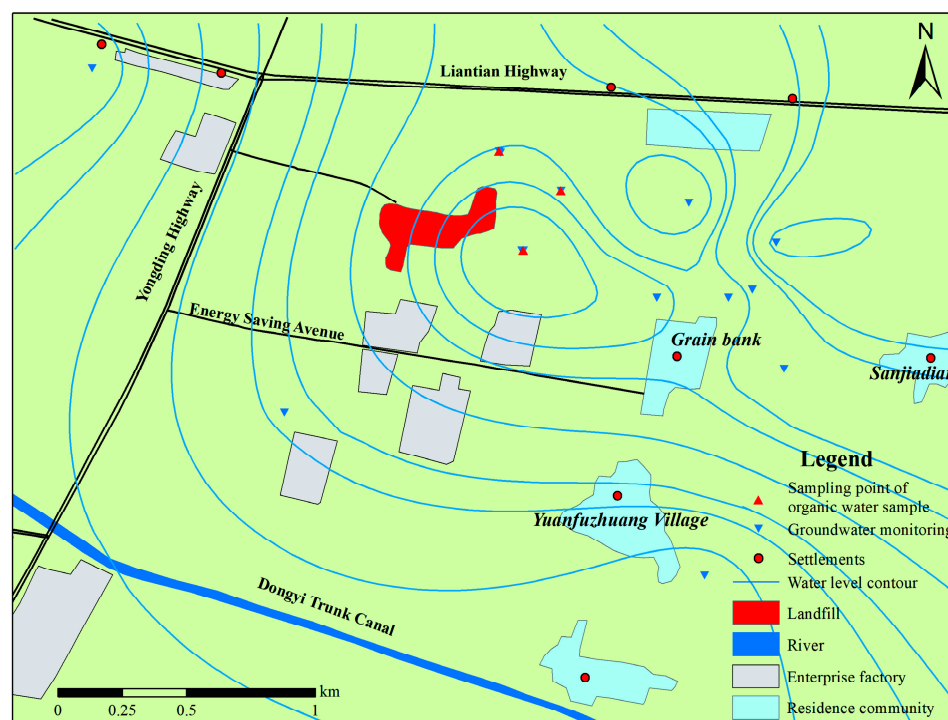 N
Liantian Highway
Yongding Highway
Energy Saving Avenue
Grain bank
Sanjiadian
Legend
Sampling point of
organic water sample
Yuanfuzhuang Village
Groundwater monitoring
Settlements
Water level contour
Dongyi Trunk Canal
Landfill
River
Enterprise factory
Residence community
km
0 0.25 0.5 1